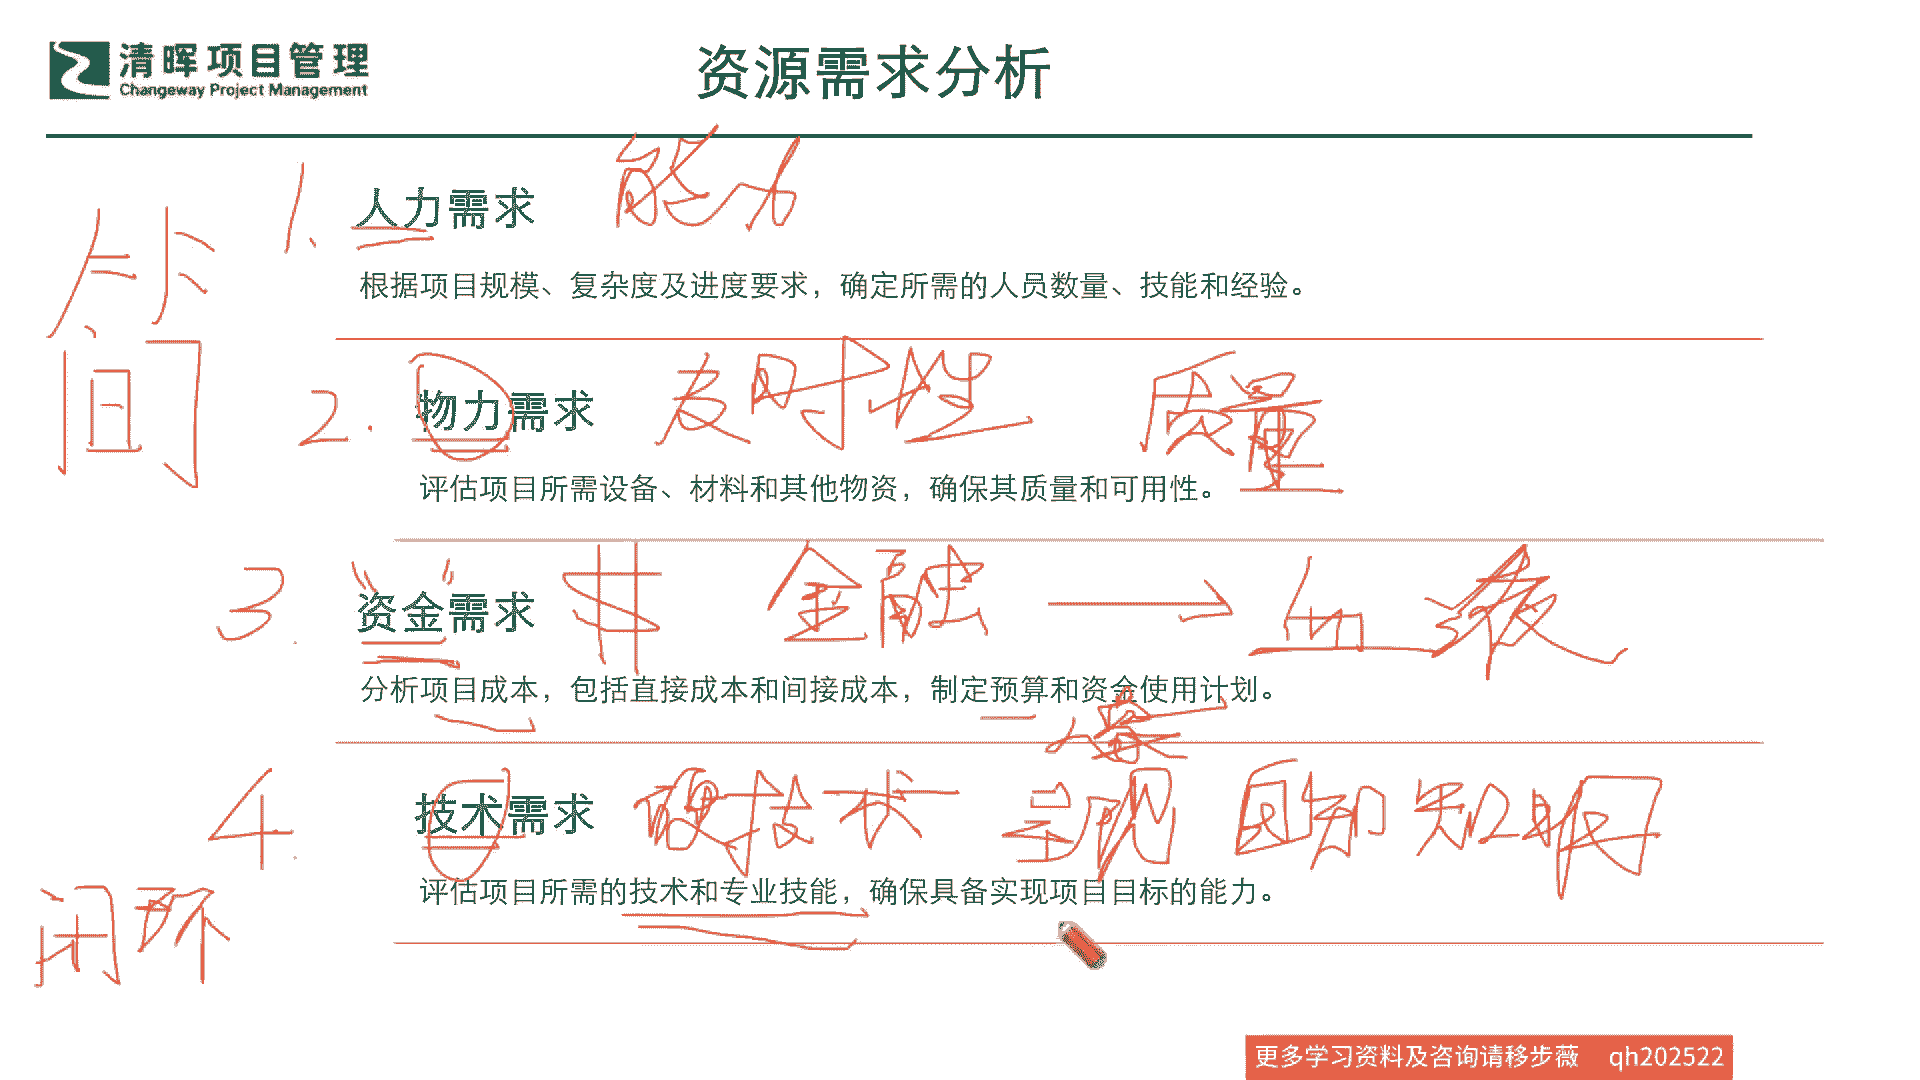 清晖项目管理
Changeway Project Management
资源需求分析
1. 人力需求 能力
根据项目规模、复杂度及进度要求，确定所需的人员数量、技能和经验。
简
2. 物力需求 及时性 质量
评估项目所需设备、材料和其他物资，确保其质量和可用性。
3. “资金”需求 $ 金融 → 血液
分析项目成本，包括直接成本和间接成本，制定预算和资金使用计划。
4. 技术需求 硬技术 呈现
评估项目所需的技术和专业技能，确保具备实现项目目标的能力。
闭环
更多学习资料及咨询请移步薇 qh202522